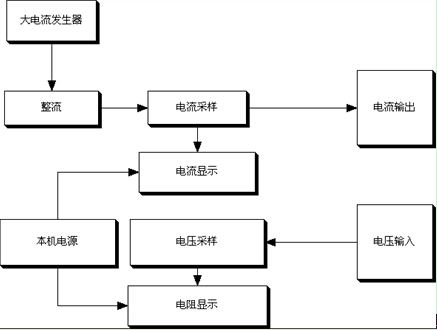 大电流发生器
整流
电流采样
电流输出
电流显示
本机电源
电压采样
电压输入
电阻显示